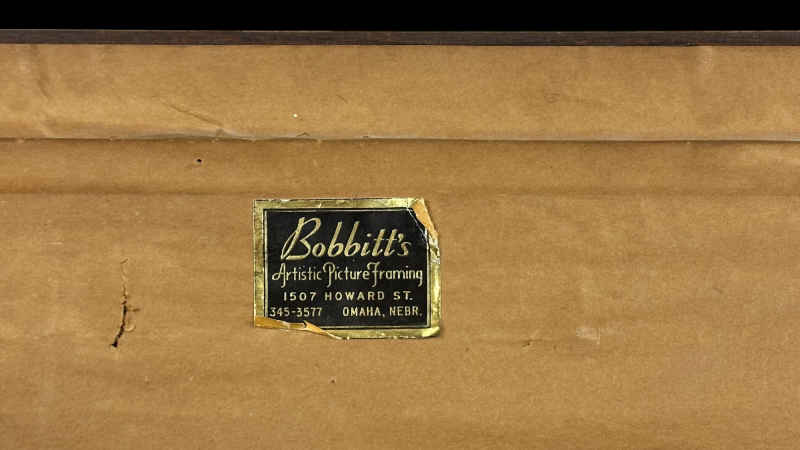 Bobbitt's
Artistic Picture Framing
1507 HOWARD ST.
345-3577 OMAHA, NEBR.